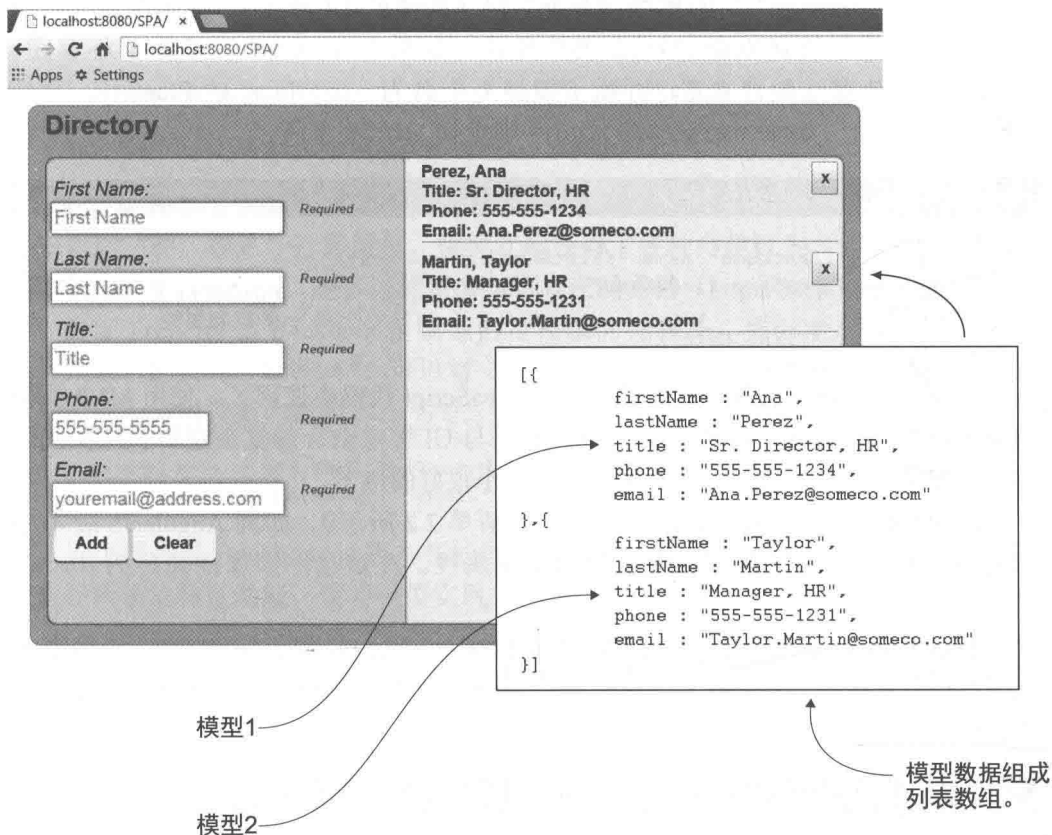 localhost:8080/SPA/ ×
localhost:8080/SPA/
Apps Settings
Directory
First Name:
First Name
Required
Last Name:
Last Name
Required
Title:
Title
Required
Phone:
555-555-5555
Required
Email:
youremail@address.com
Required
Add Clear
Perez, Ana
Title: Sr. Director, HR
Phone: 555-555-1234
Email: Ana.Perez@someco.com
x
Martin, Taylor
Title: Manager, HR
Phone: 555-555-1231
Email: Taylor.Martin@someco.com
x
[{
firstName : "Ana",
lastName : "Perez",
title : "Sr. Director, HR",
phone : "555-555-1234",
email : "Ana.Perez@someco.com"
},{
firstName : "Taylor",
lastName : "Martin",
title : "Manager, HR",
phone : "555-555-1231",
email : "Taylor.Martin@someco.com"
}]
模型1
模型2
模型数据组成
列表数组。